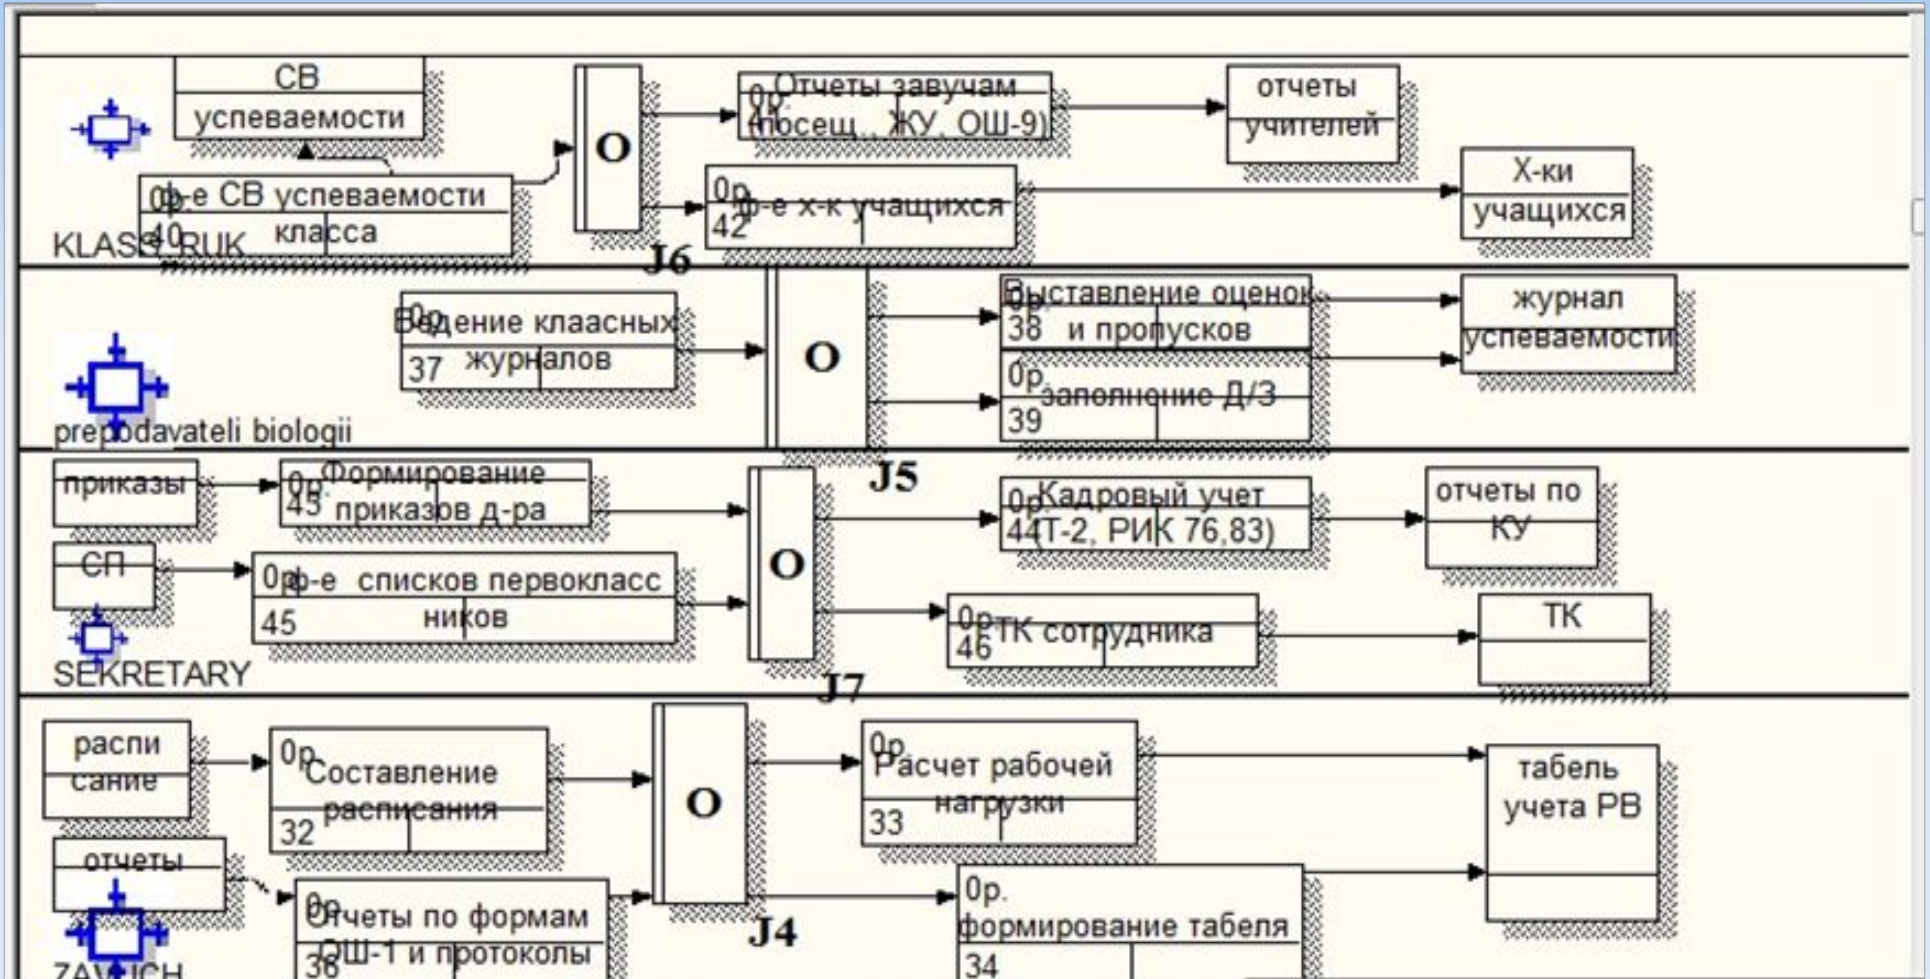 СВ
успеваемости
0р.
40
ф-е СВ успеваемости
класса
KLASS_RUK
O
J6
0р.
41
Отчеты завучам
(посещ., ЖУ, ОШ-9)
отчеты
учителей
0р.
42
ф-е х-к учащихся
Х-ки
учащихся
0р.
37
Ведение клаасных
журналов
prepodavateli biologii
O
J5
0р.
38
Выставление оценок
и пропусков
0р.
39
заполнение Д/З
журнал
успеваемости
приказы
0р.
43
Формирование
приказов д-ра
СП
0р.
45
ф-е списков первокласс
ников
SEKRETARY
O
J7
0р.
44
Кадровый учет
(Т-2, РИК 76,83)
отчеты по
КУ
0р.
46
ТК сотрудника
ТК
распи
сание
0р.
Составление
расписания
32
отчеты
0р.
Отчеты по формам
ОШ-1 и протоколы
36
ZAVUCH
O
J4
0р.
Расчет рабочей
нагрузки
33
0р.
формирование табеля
34
табель
учета РВ